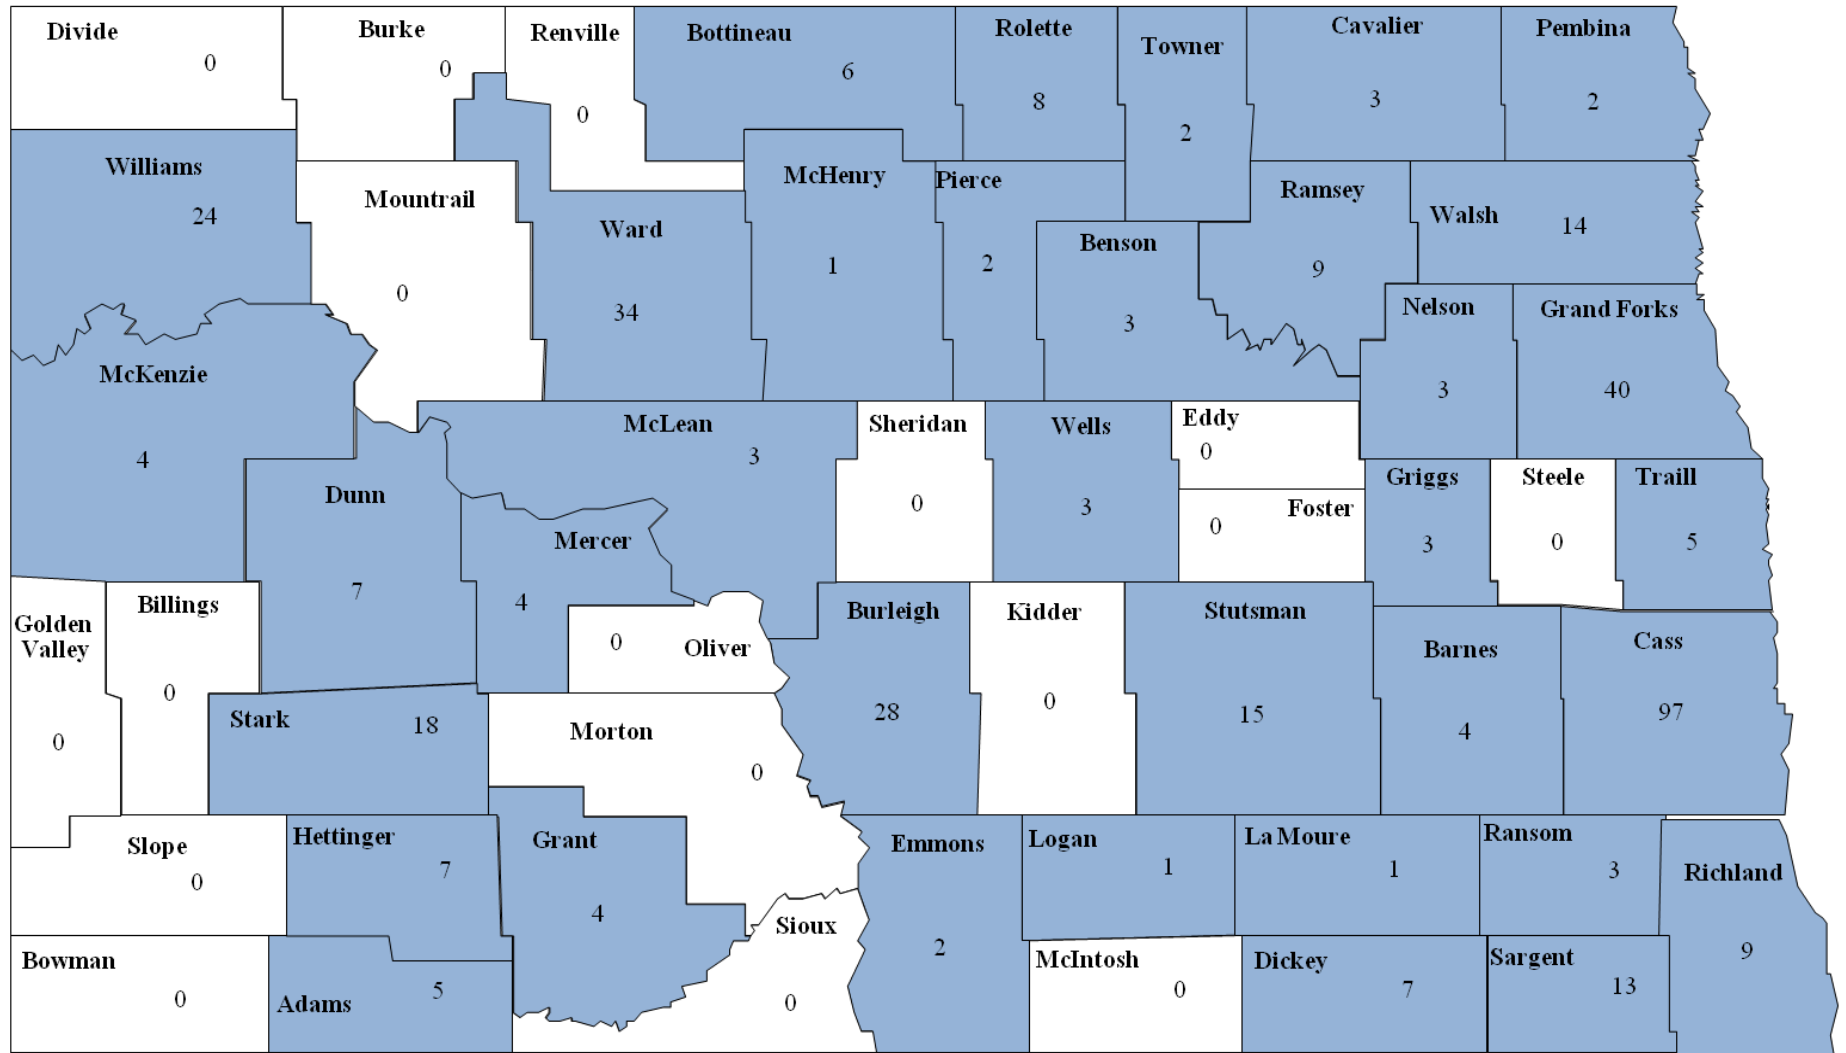 Divide
0
Burke
0
Renville
0
Bottineau
6
Rolette
8
Towner
2
Cavalier
3
Pembina
2
Williams
24
Mountrail
0
Ward
34
McHenry
1
Pierce
2
Benson
3
Ramsey
9
Walsh
14
Nelson
3
Grand Forks
40
McKenzie
4
Dunn
7
McLean
3
Mercer
4
Sheridan
0
Wells
3
Eddy
0
Foster
0
Griggs
3
Steele
0
Traill
5
Golden
Valley
0
Billings
0
Stark
18
Oliver
0
Morton
0
Burleigh
28
Kidder
0
Stutsman
15
Barnes
4
Cass
97
Slope
0
Hettinger
7
Grant
4
Sioux
0
Emmons
2
Logan
1
La Moure
1
Ransom
3
Richland
9
Bowman
0
Adams
5
McIntosh
0
Dickey
7
Sargent
13